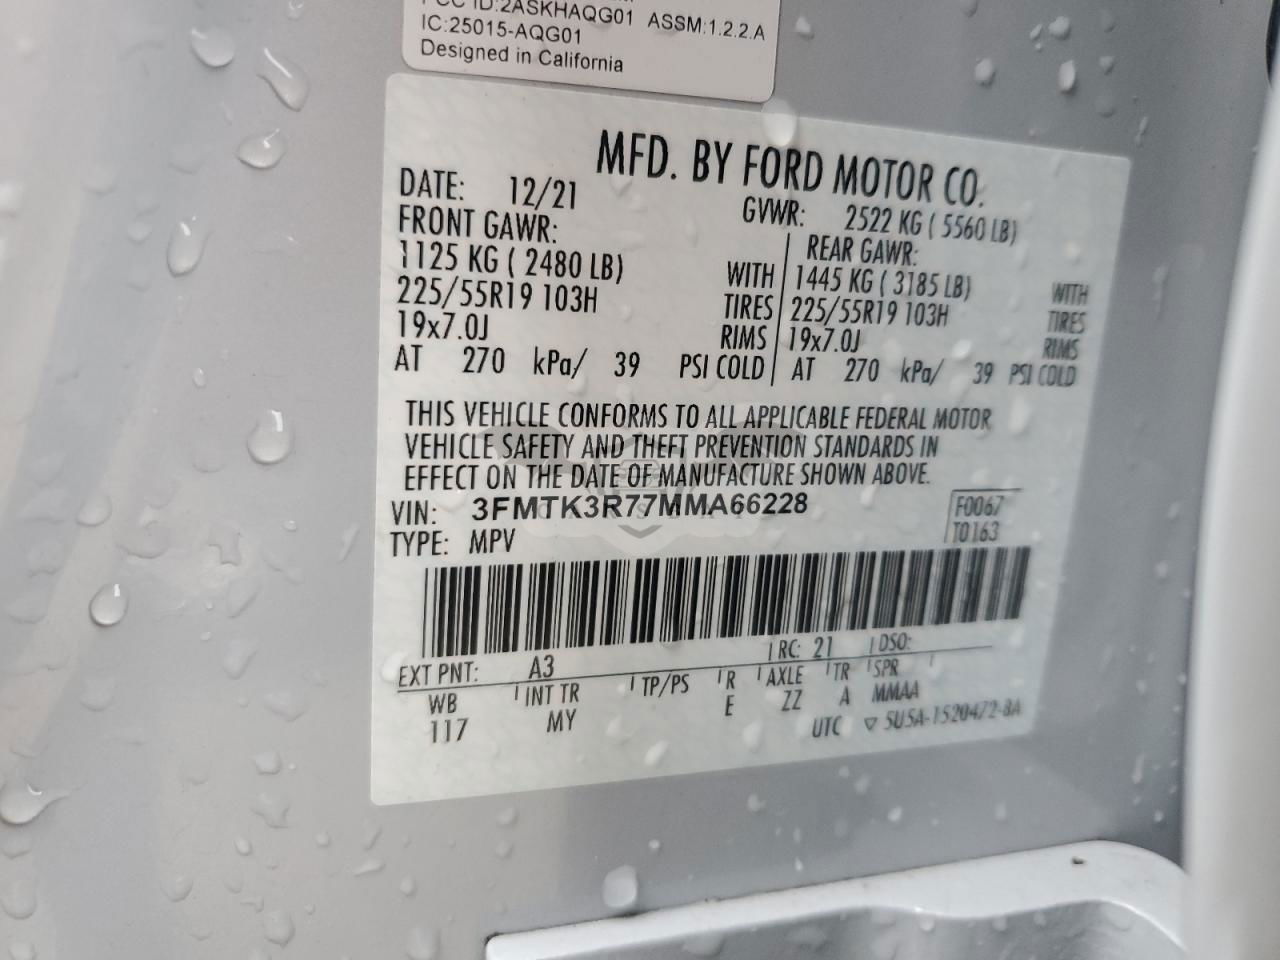 FCC ID:2ASKHAQG01 ASSM:1.2.2.A
IC:25015-AQG01
Designed in California
MFD. BY FORD MOTOR CO.
DATE: 12/21 GVWR: 2522 KG ( 5560 LB)
FRONT GAWR: REAR GAWR:
1125 KG ( 2480 LB) WITH 1445 KG ( 3185 LB) WITH
225/55R19 103H TIRES 225/55R19 103H TIRES
19x7.0J RIMS 19x7.0J RIMS
AT 270 kPa/ 39 PSI COLD AT 270 kPa/ 39 PSI COLD
THIS VEHICLE CONFORMS TO ALL APPLICABLE FEDERAL MOTOR
VEHICLE SAFETY AND THEFT PREVENTION STANDARDS IN
EFFECT ON THE DATE OF MANUFACTURE SHOWN ABOVE.
VIN: 3FMTK3R77MMA66228 F0067
TYPE: MPV T0163
EXT PNT: A3 RC: 21 DSO:
WB INT TR TP/PS R AXLE TR SPR
117 MY E ZZ A MMAA
UTC ▽ SU5A-1520472-BA